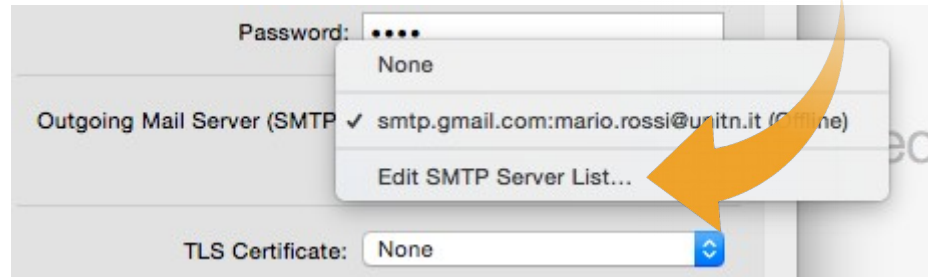 Password: ••••
None
Outgoing Mail Server (SMTP ✓ smtp.gmail.com:mario.rossi@unitn.it (Offline)
Edit SMTP Server List...
TLS Certificate: None